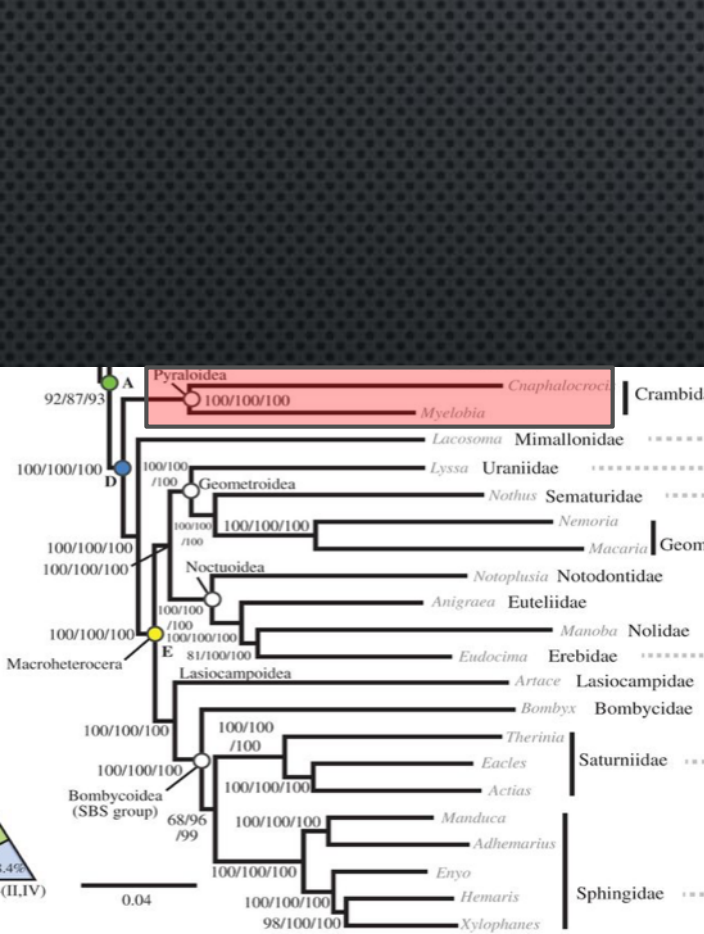 Pyraloidea
Cnaphalocroci
A
92/87/93
100/100/100
Crambid
Myelobia
Lacosoma Mimallonidae
100/100/100
D
100/100
/100
Lyssa Uraniidae
Geometroidea
Nothus Sematuridae
100/100
/100
100/100/100
Nemoria
Macaria
Geom
100/100/100
100/100/100
Noctuoidea
Notoplusia Notodontidae
100/100
/100
Anigraea Euteliidae
100/100/100
Manoba Nolidae
81/100/100
Eudocima Erebidae
100/100/100
E
Macroheterocera
Lasiocampoidea
Artace Lasiocampidae
Bombyx Bombycidae
100/100/100
100/100
/100
Therinia
Eacles
Saturniidae
100/100/100
Actias
100/100/100
Bombycoidea
(SBS group)
68/96
/99
100/100/100
Manduca
Adhemarius
100/100/100
Enyo
100/100/100
Hemaris
Sphingidae
98/100/100
Xylophanes
.4%
(II,IV)
0.04